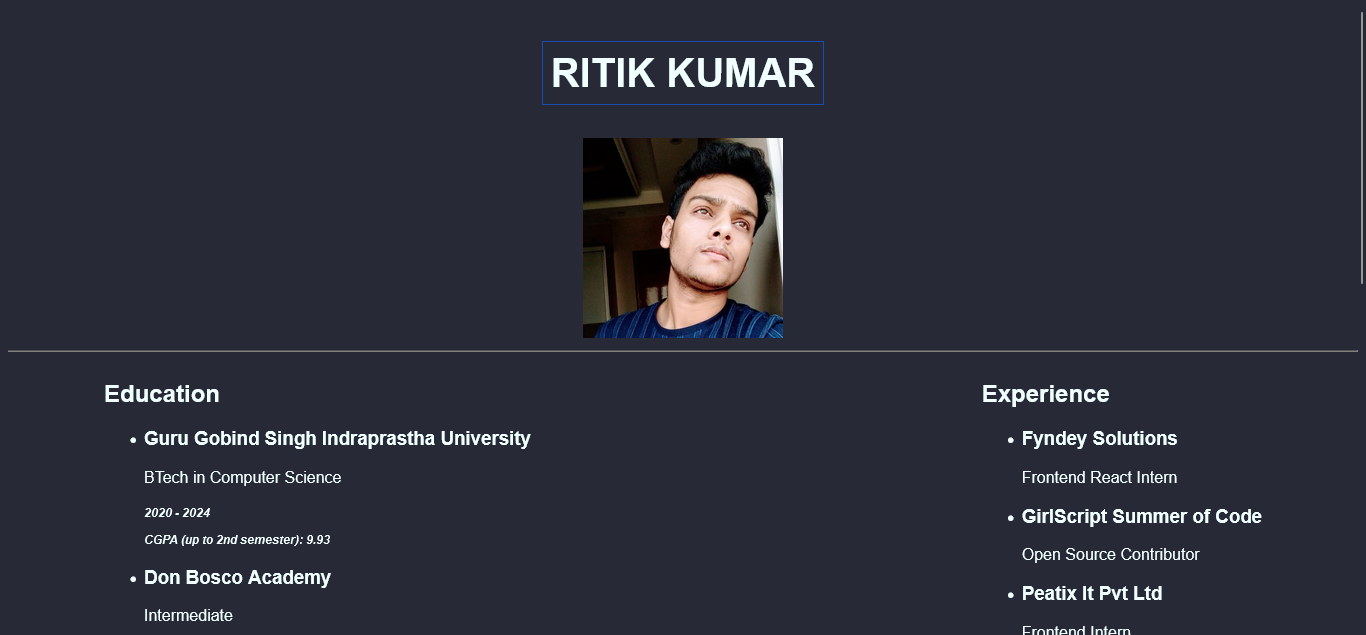 RITIK KUMAR
Education
Guru Gobind Singh Indraprastha University
BTech in Computer Science
2020 - 2024
CGPA (up to 2nd semester): 9.93
Don Bosco Academy
Intermediate
Experience
Fyndey Solutions
Frontend React Intern
GirlScript Summer of Code
Open Source Contributor
Peatix It Pvt Ltd
Frontend Intern